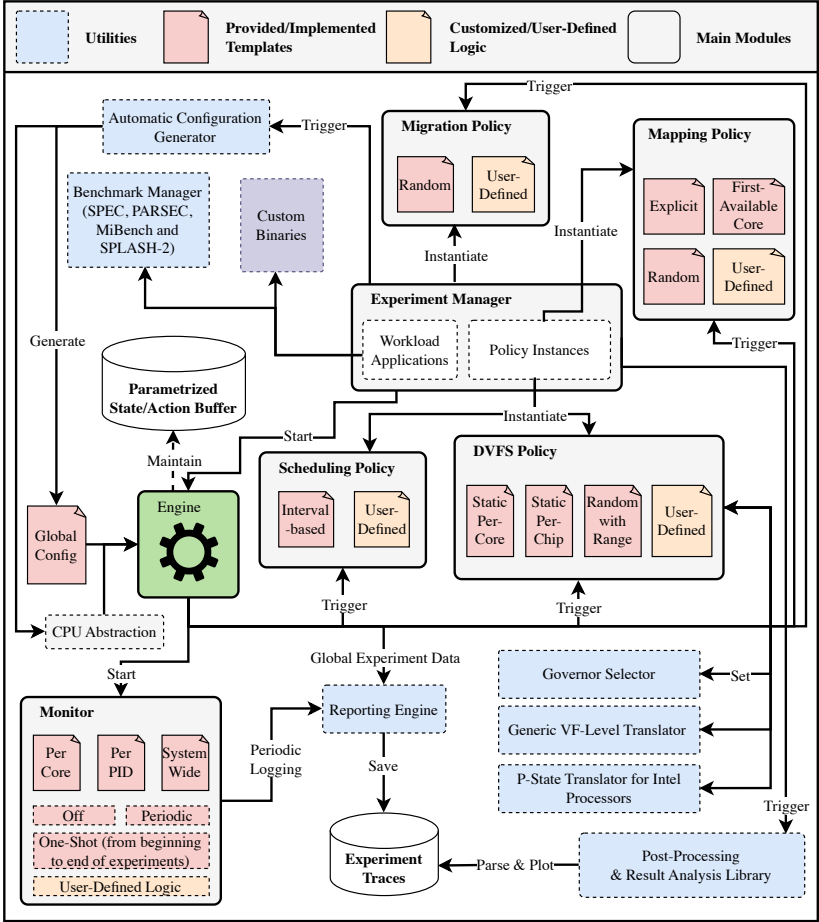 Utilities
Provided/Implemented
Templates
Customized/User-Defined
Logic
Main Modules
Trigger
Automatic Configuration
Generator
Trigger
Migration Policy
Random
User-
Defined
Mapping Policy
Explicit
First-
Available
Core
Random
User-
Defined
Benchmark Manager
(SPEC, PARSEC,
MiBench and
SPLASH-2)
Custom
Binaries
Instantiate
Instantiate
Experiment Manager
Workload
Applications
Policy Instances
Generate
Trigger
Parametrized
State/Action Buffer
Instantiate
Start
Maintain
Scheduling Policy
Interval
-based
User-
Defined
DVFS Policy
Static
Per-
Core
Static
Per-
Chip
Random
with
Range
User-
Defined
Engine
Global
Config
Trigger
Trigger
CPU Abstraction
Global Experiment Data
Start
Governor Selector
Set
Monitor
Per
Core
Per
PID
System
Wide
Reporting Engine
Generic VF-Level Translator
Periodic
Logging
Save
P-State Translator for Intel
Processors
Off
Periodic
One-Shot (from beginning
to end of experiments)
User-Defined Logic
Trigger
Experiment
Traces
Parse & Plot
Post-Processing
& Result Analysis Library